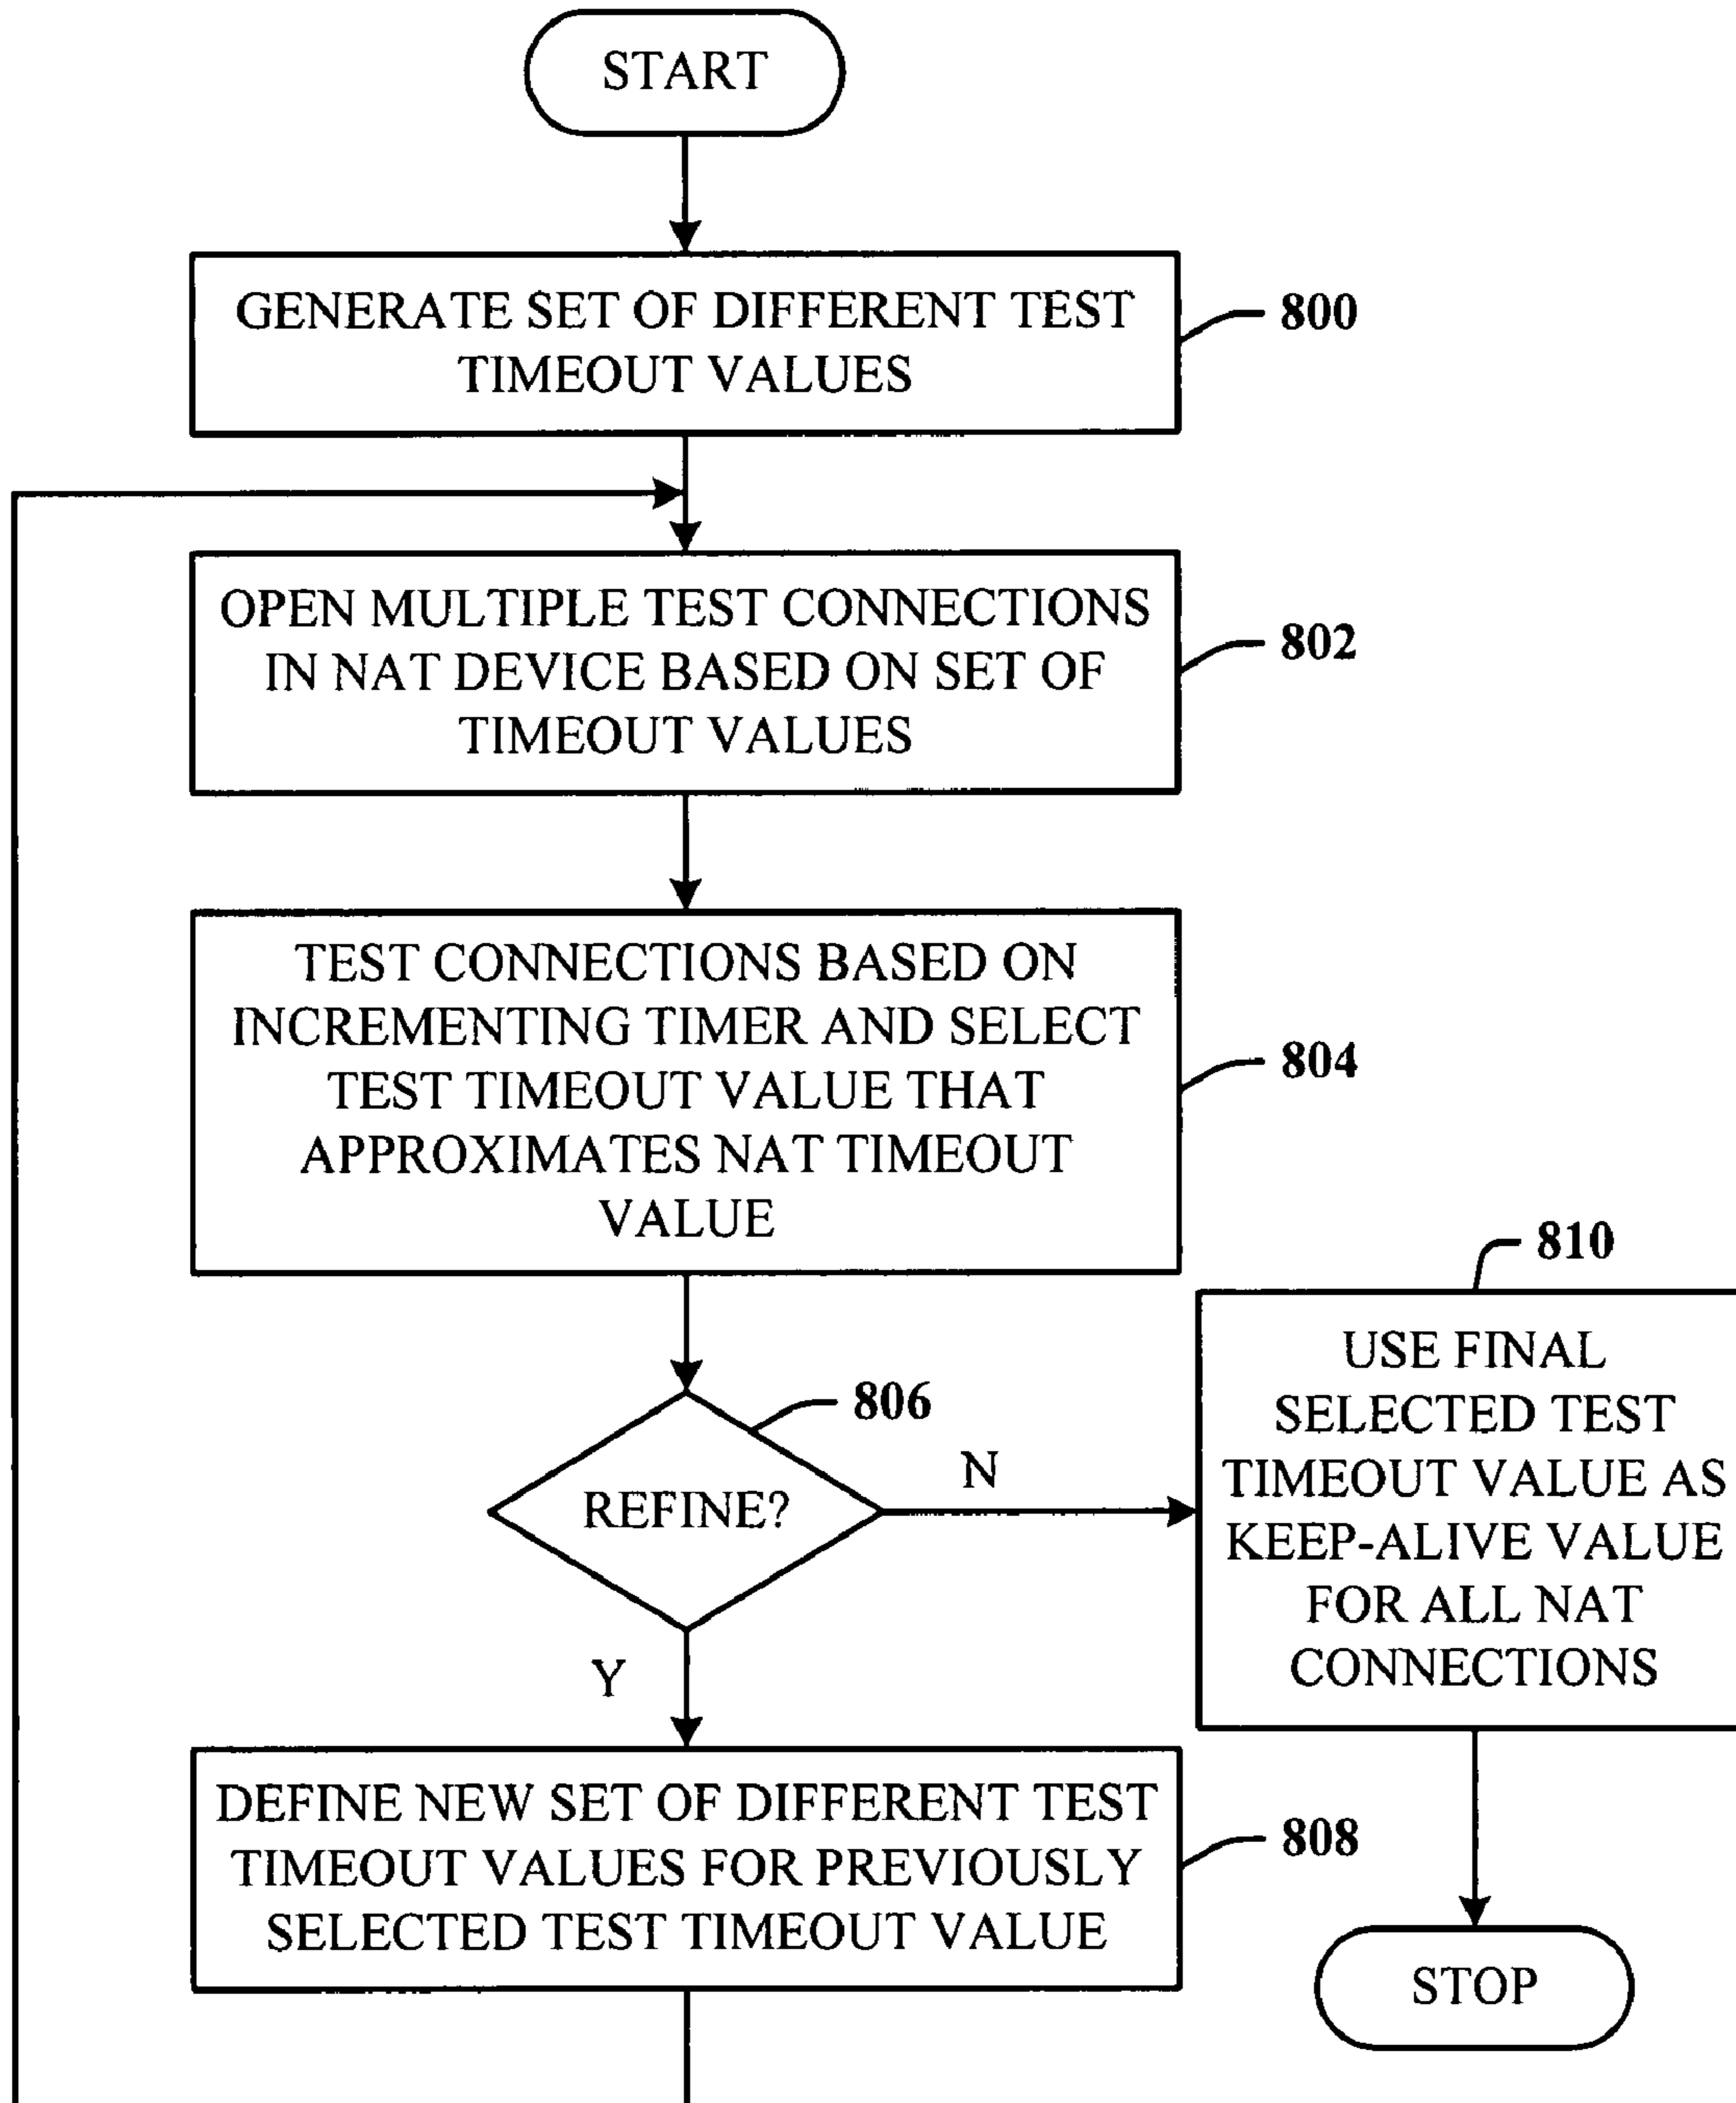 START
GENERATE SET OF DIFFERENT TEST
TIMEOUT VALUES
800
OPEN MULTIPLE TEST CONNECTIONS
IN NAT DEVICE BASED ON SET OF
TIMEOUT VALUES
802
TEST CONNECTIONS BASED ON
INCREMENTING TIMER AND SELECT
TEST TIMEOUT VALUE THAT
APPROXIMATES NAT TIMEOUT
VALUE
804
REFINE?
806
N
Y
810
USE FINAL
SELECTED TEST
TIMEOUT VALUE AS
KEEP-ALIVE VALUE
FOR ALL NAT
CONNECTIONS
DEFINE NEW SET OF DIFFERENT TEST
TIMEOUT VALUES FOR PREVIOUSLY
SELECTED TEST TIMEOUT VALUE
808
STOP